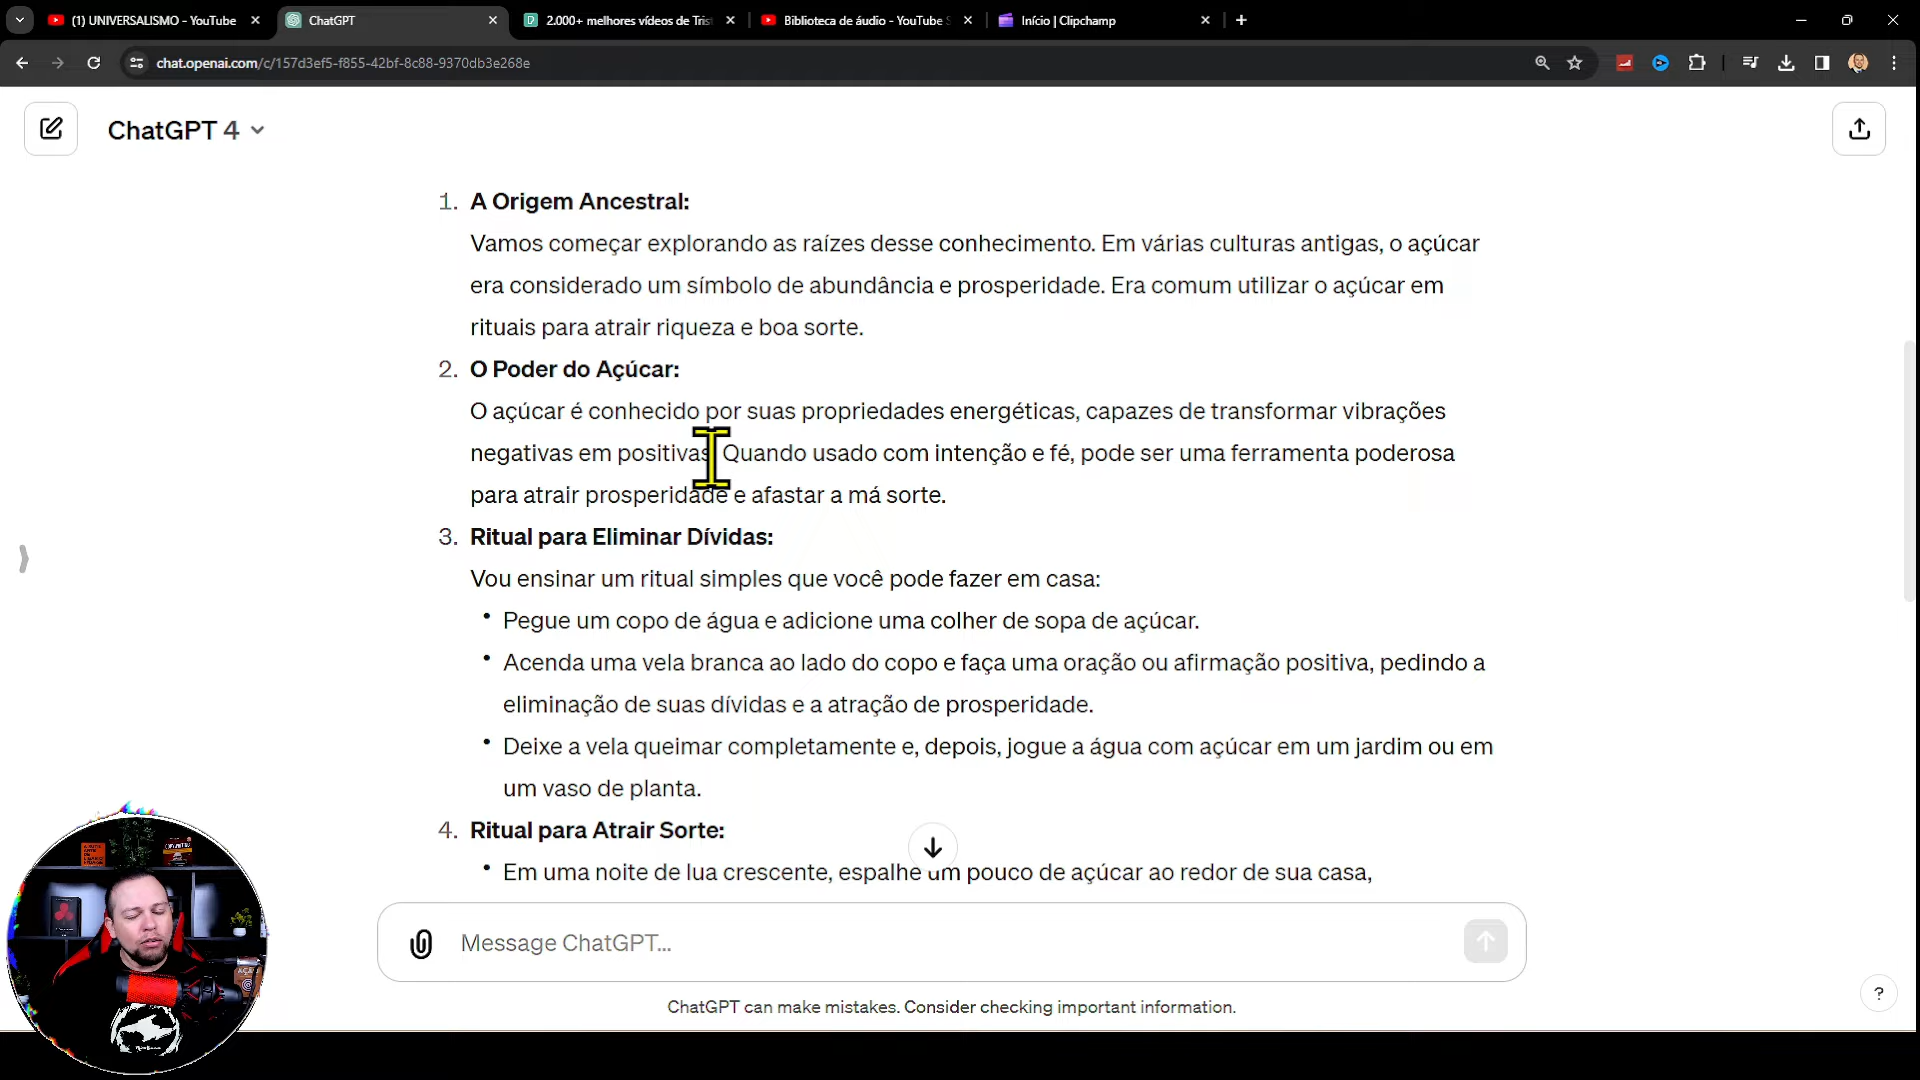 (1) UNIVERSALISMO - YouTube
ChatGPT
2.000+ melhores vídeos de Tris
Biblioteca de áudio - YouTube S
Início | Clipchamp
chat.openai.com/c/157d3ef5-f855-42bf-8c88-9370db3e268e
ChatGPT 4
1. A Origem Ancestral:
Vamos começar explorando as raízes desse conhecimento. Em várias culturas antigas, o açúcar
era considerado um símbolo de abundância e prosperidade. Era comum utilizar o açúcar em
rituais para atrair riqueza e boa sorte.
2. O Poder do Açúcar:
O açúcar é conhecido por suas propriedades energéticas, capazes de transformar vibrações
negativas em positivas. Quando usado com intenção e fé, pode ser uma ferramenta poderosa
para atrair prosperidade e afastar a má sorte.
3. Ritual para Eliminar Dívidas:
Vou ensinar um ritual simples que você pode fazer em casa:
• Pegue um copo de água e adicione uma colher de sopa de açúcar.
• Acenda uma vela branca ao lado do copo e faça uma oração ou afirmação positiva, pedindo a
eliminação de suas dívidas e a atração de prosperidade.
• Deixe a vela queimar completamente e, depois, jogue a água com açúcar em um jardim ou em
um vaso de planta.
4. Ritual para Atrair Sorte:
• Em uma noite de lua crescente, espalhe um pouco de açúcar ao redor de sua casa,
Message ChatGPT...
ChatGPT can make mistakes. Consider checking important information.
?